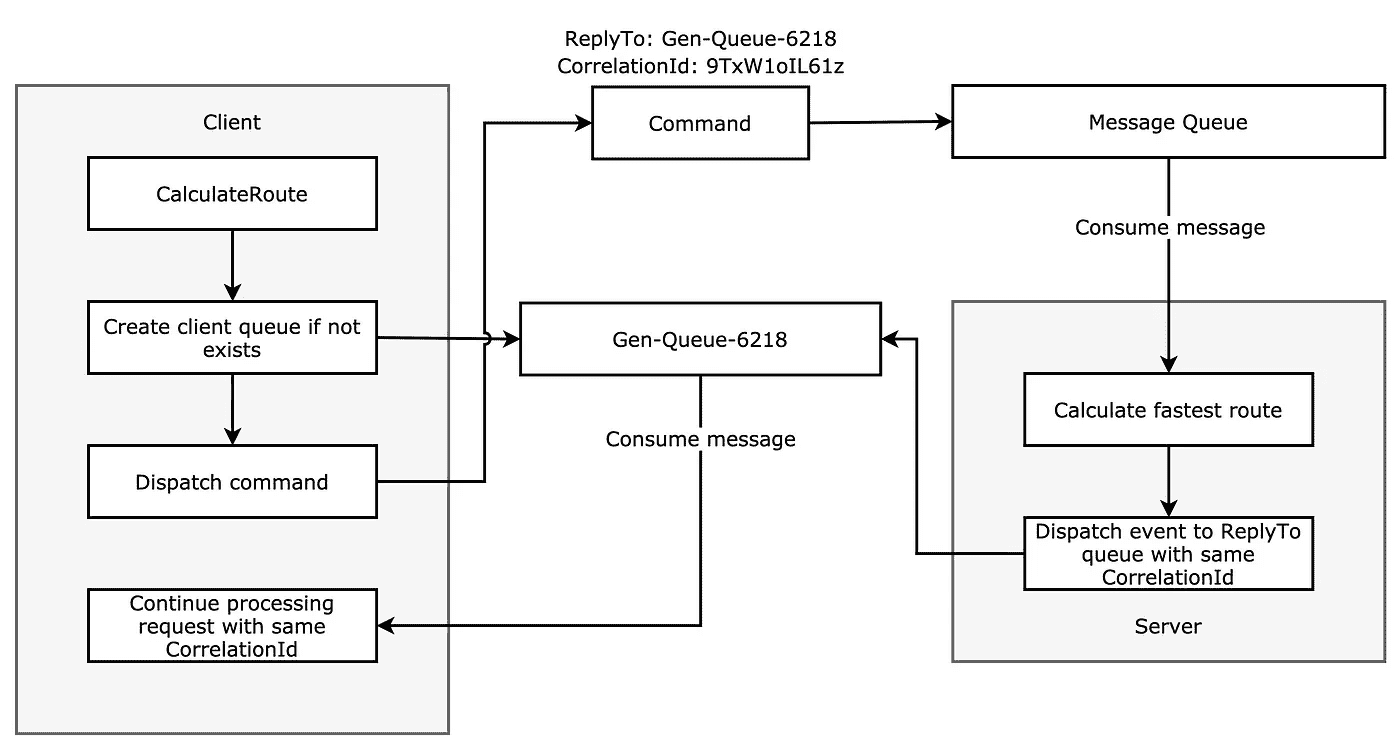 ReplyTo: Gen-Queue-6218
CorrelationId: 9TxW1oIL61z
Client
Command
Message Queue
CalculateRoute
Consume message
Create client queue if not
exists
Gen-Queue-6218
Calculate fastest route
Consume message
Dispatch command
Dispatch event to ReplyTo
queue with same
CorrelationId
Continue processing
request with same
CorrelationId
Server